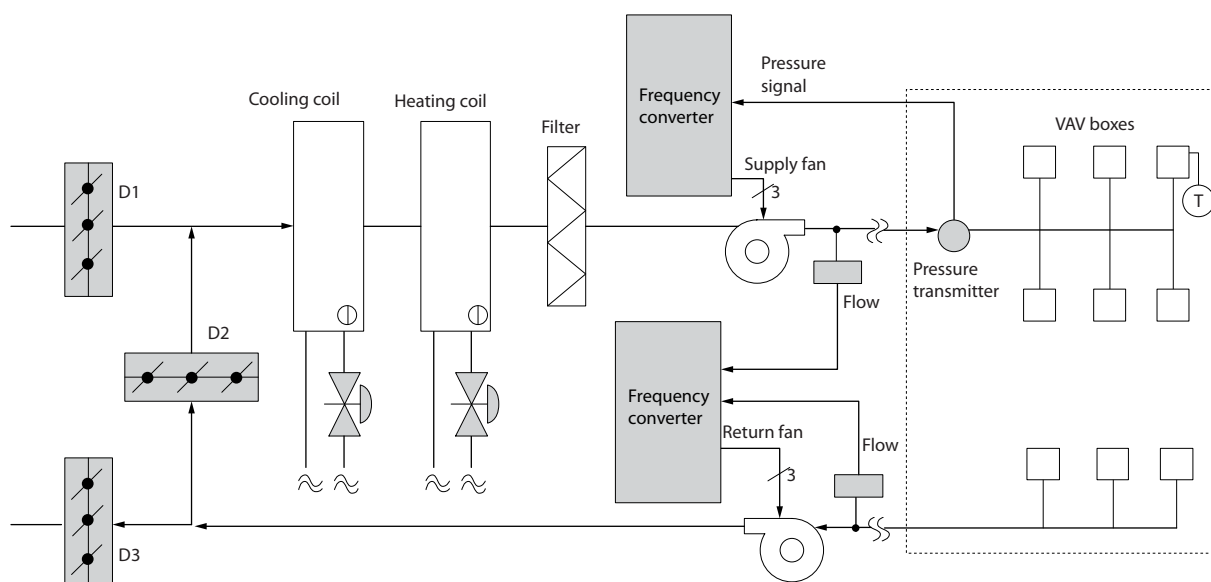 Cooling coil
Heating coil
Filter
Frequency
converter
Pressure
signal
VAV boxes
Supply fan
3
T
D1
Pressure
transmitter
Flow
D2
Frequency
converter
Return fan
3
Flow
D3